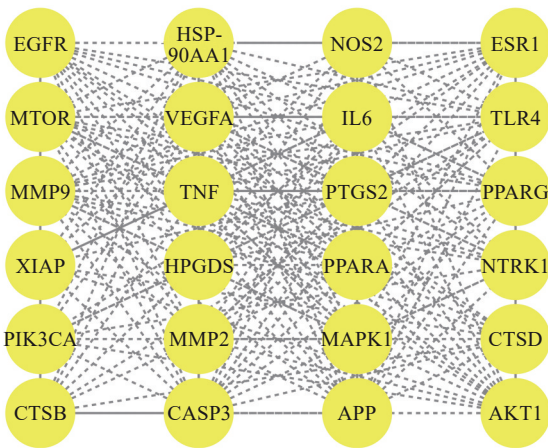 EGFR
HSP-
90AA1
NOS2
ESR1
MTOR
VEGFA
IL6
TLR4
MMP9
TNF
PTGS2
PPARG
XIAP
HPGDS
PPARA
NTRK1
PIK3CA
MMP2
MAPK1
CTSD
CTSB
CASP3
APP
AKT1